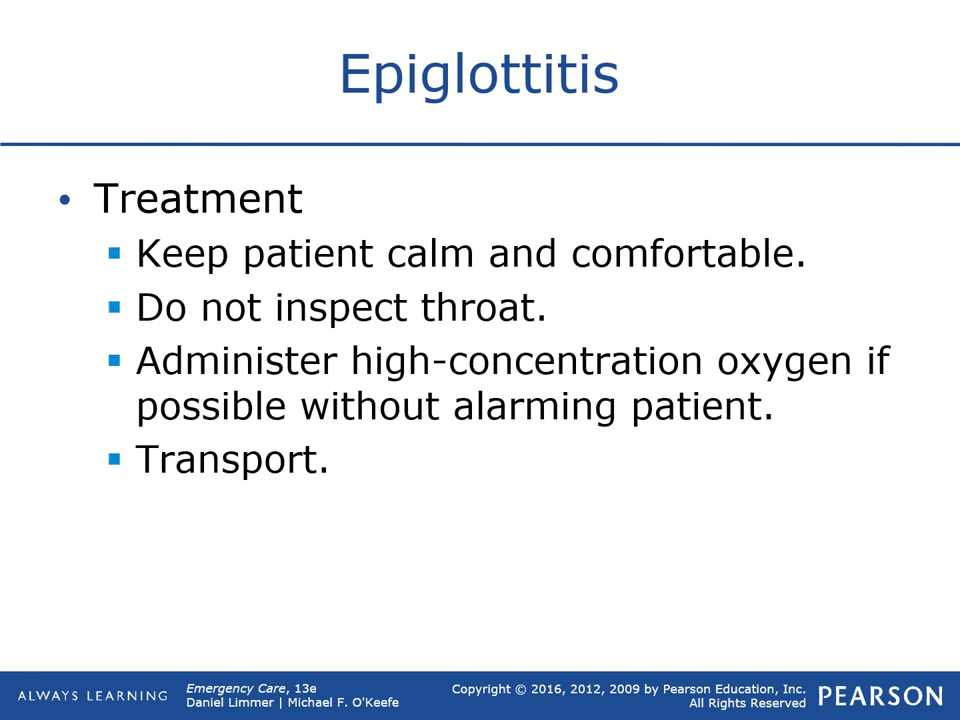 Epiglottitis
• Treatment
▪ Keep patient calm and comfortable.
▪ Do not inspect throat.
▪ Administer high-concentration oxygen if
possible without alarming patient.
▪ Transport.
ALWAYS LEARNING
Emergency Care, 13e
Daniel Limmer | Michael F. O'Keefe
Copyright © 2016, 2012, 2009 by Pearson Education, Inc.
All Rights Reserved
PEARSON